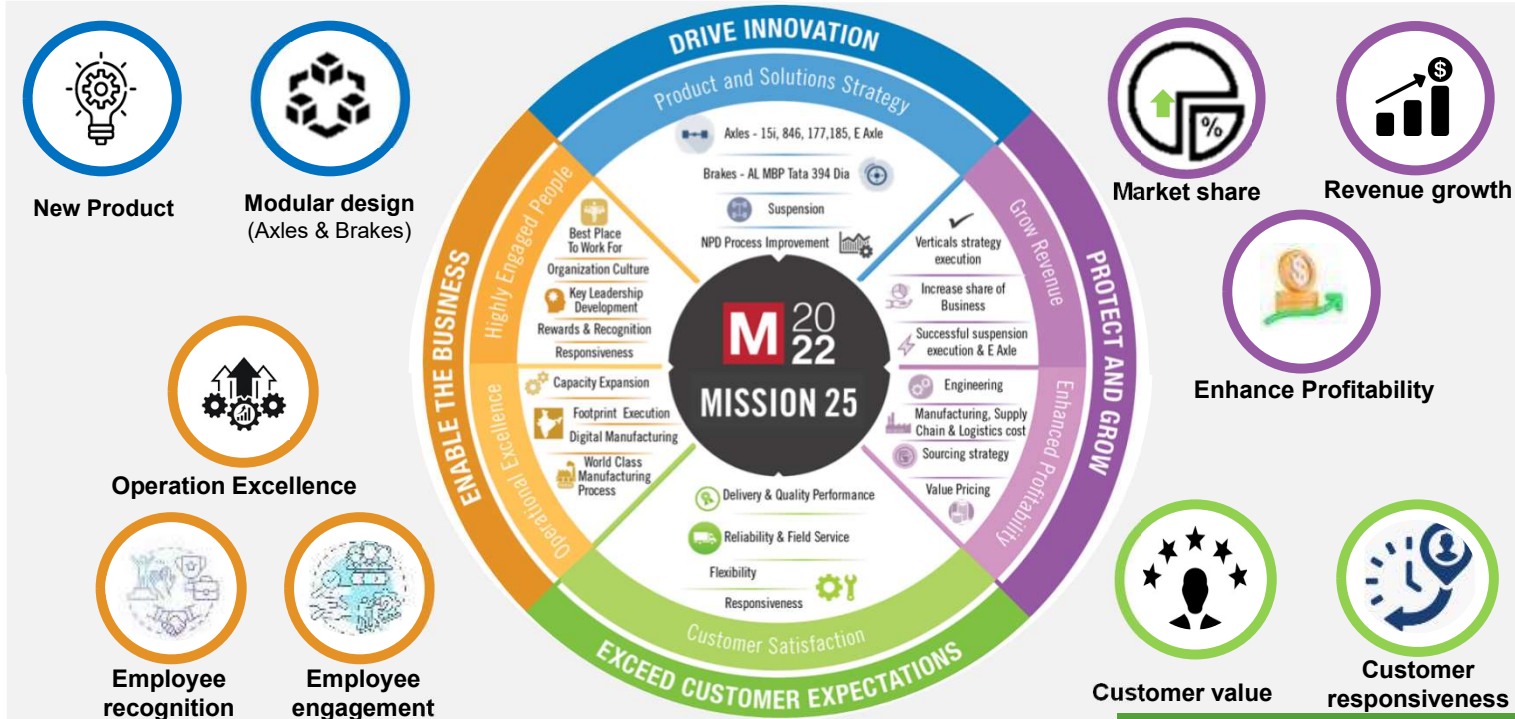 DRIVE INNOVATION
Product and Solutions Strategy
Axles - 15i, 846, 177,185, E Axle
Brakes - AL MBP Tata 394 Dia
Suspension
NPD Process Improvement
New Product
Modular design
(Axles & Brakes)
ENABLE THE BUSINESS
Highly Engaged People
Best Place
To Work For
Organization Culture
Key Leadership
Development
Rewards & Recognition
Responsiveness
Operational Excellence
Capacity Expansion
Footprint Execution
Digital Manufacturing
World Class
Manufacturing
Process
Operation Excellence
Employee
recognition
Employee
engagement
M 20
22
MISSION 25
PROTECT AND GROW
Grow Revenue
Verticals strategy
execution
Increase share of
Business
Successful suspension
execution & E Axle
Enhanced Profitability
Engineering
Manufacturing, Supply
Chain & Logistics cost
Sourcing strategy
Value Pricing
%
Market share
$
Revenue growth
$
Enhance Profitability
Delivery & Quality Performance
Reliability & Field Service
Flexibility
Responsiveness
Customer Satisfaction
EXCEED CUSTOMER EXPECTATIONS
Customer value
Customer
responsiveness